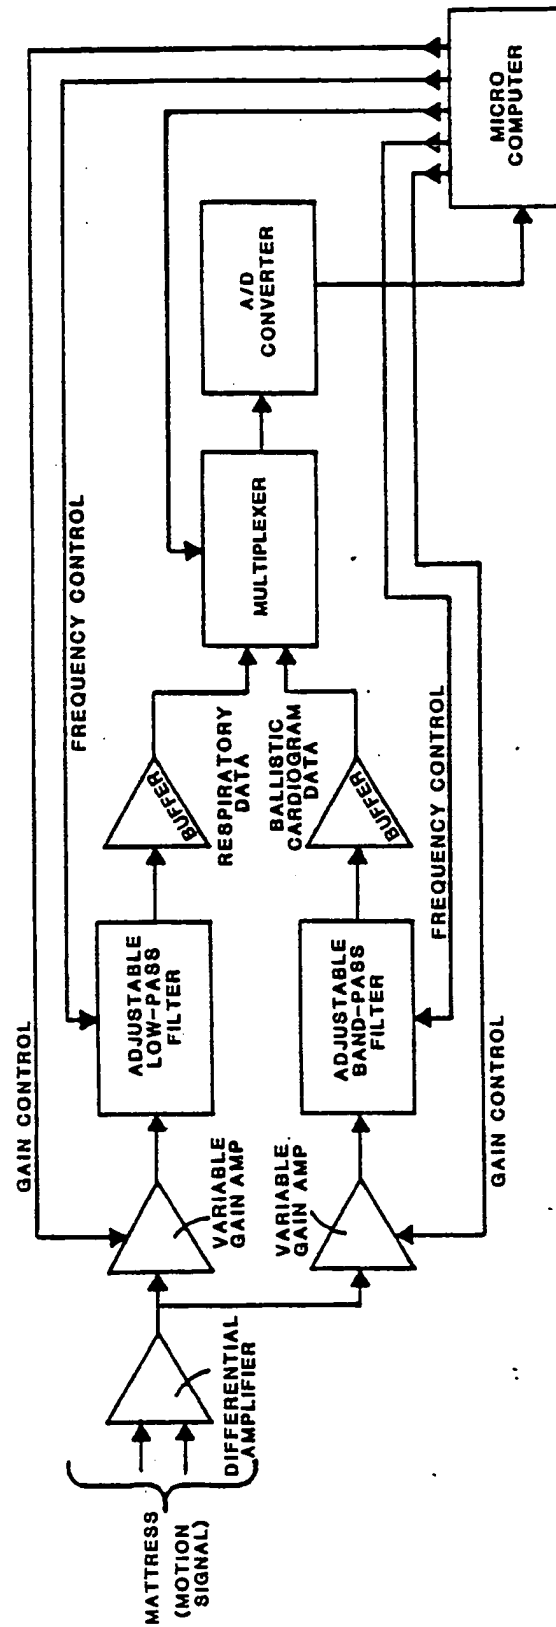 MATTRESS
(MOTION
SIGNAL)
DIFFERENTIAL
AMPLIFIER
GAIN CONTROL
VARIABLE
GAIN AMP
VARIABLE
GAIN AMP
GAIN CONTROL
ADJUSTABLE
LOW-PASS
FILTER
ADJUSTABLE
BAND-PASS
FILTER
FREQUENCY CONTROL
BUFFER
RESPIRATORY
DATA
BALLISTIC
CARDIOGRAM
DATA
BUFFER
FREQUENCY CONTROL
MULTIPLEXER
A/D
CONVERTER
MICRO
COMPUTER